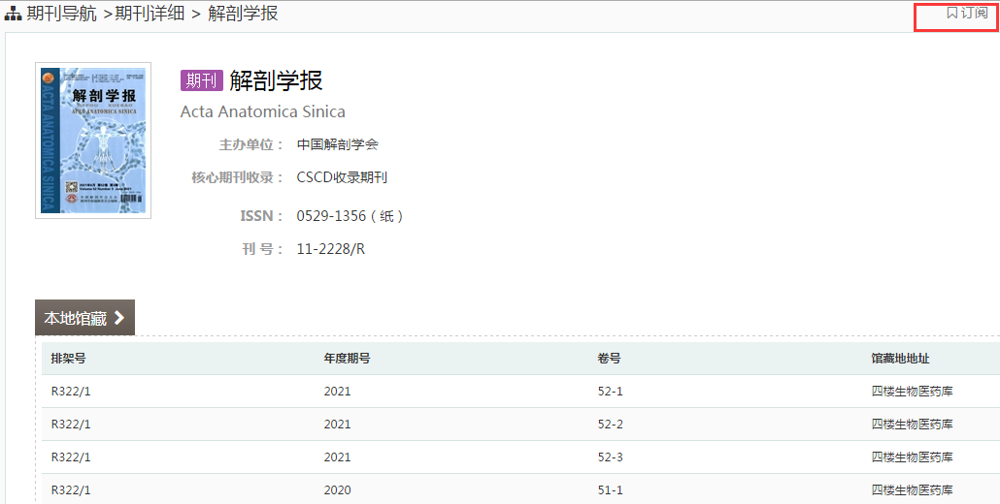 期刊导航 >期刊详细 > 解剖学报
订阅
解剖学报
ACTA ANATOMICA SINICA
ACTA ANATOMICA SINICA
期刊 解剖学报
Acta Anatomica Sinica
主办单位： 中国解剖学会
核心期刊收录： CSCD收录期刊
ISSN： 0529-1356（纸）
刊 号： 11-2228/R
本地馆藏
排架号 年度期号 卷号 馆藏地地址
R322/1 2021 52-1 四楼生物医药库
R322/1 2021 52-2 四楼生物医药库
R322/1 2021 52-3 四楼生物医药库
R322/1 2020 51-1 四楼生物医药库